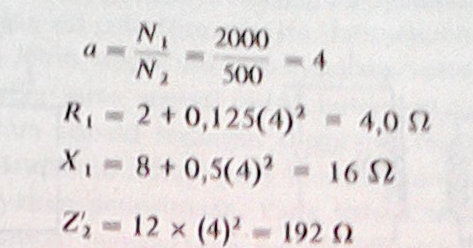 a = N₁/N₂ = 2000/500 = 4
R₁ = 2 + 0,125(4)² = 4,0 Ω
X₁ = 8 + 0,5(4)² = 16 Ω
Z′₂ = 12 × (4)² = 192 Ω